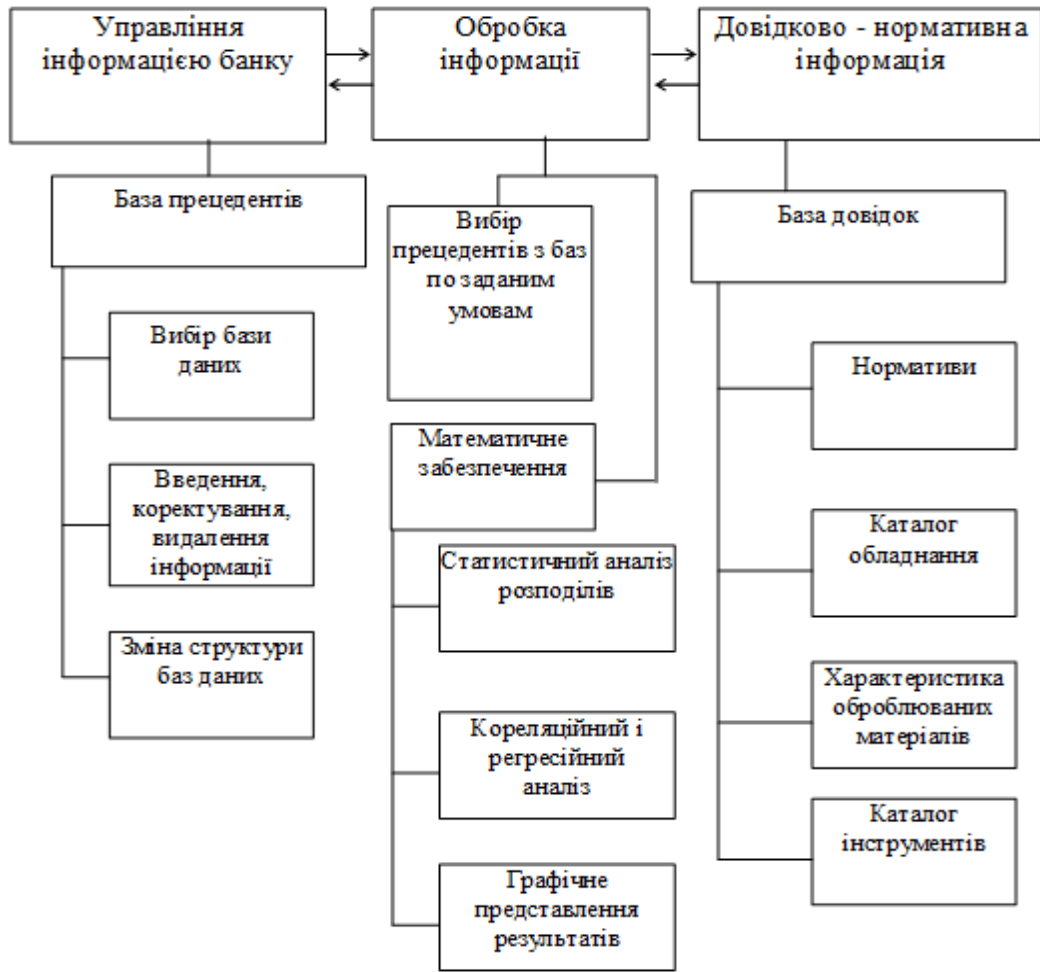 Управління
інформацією банку
Обробка
інформації
Довідково - нормативна
інформація
База прецедентів
Вибір бази
даних
Введення,
коректування,
видалення
інформації
Зміна структури
баз даних
Вибір
прецедентів з баз
по заданим
умовам
Математичне
забезпечення
Статистичний аналіз
розподілів
Кореляційний і
регресійний
аналіз
Графічне
представлення
результатів
База довідок
Нормативи
Каталог
обладнання
Характеристика
оброблюваних
матеріалів
Каталог
інструментів